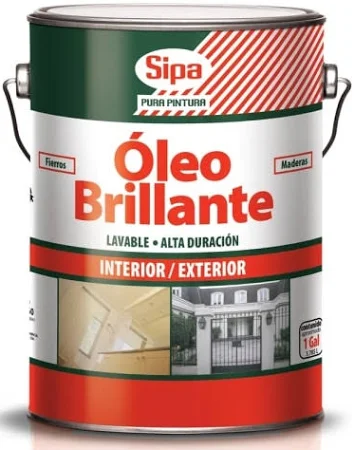 Sipa
PURA PINTURA
Fierros
Maderas
Óleo
Brillante
LAVABLE • ALTA DURACIÓN
INTERIOR/EXTERIOR
1 Gal